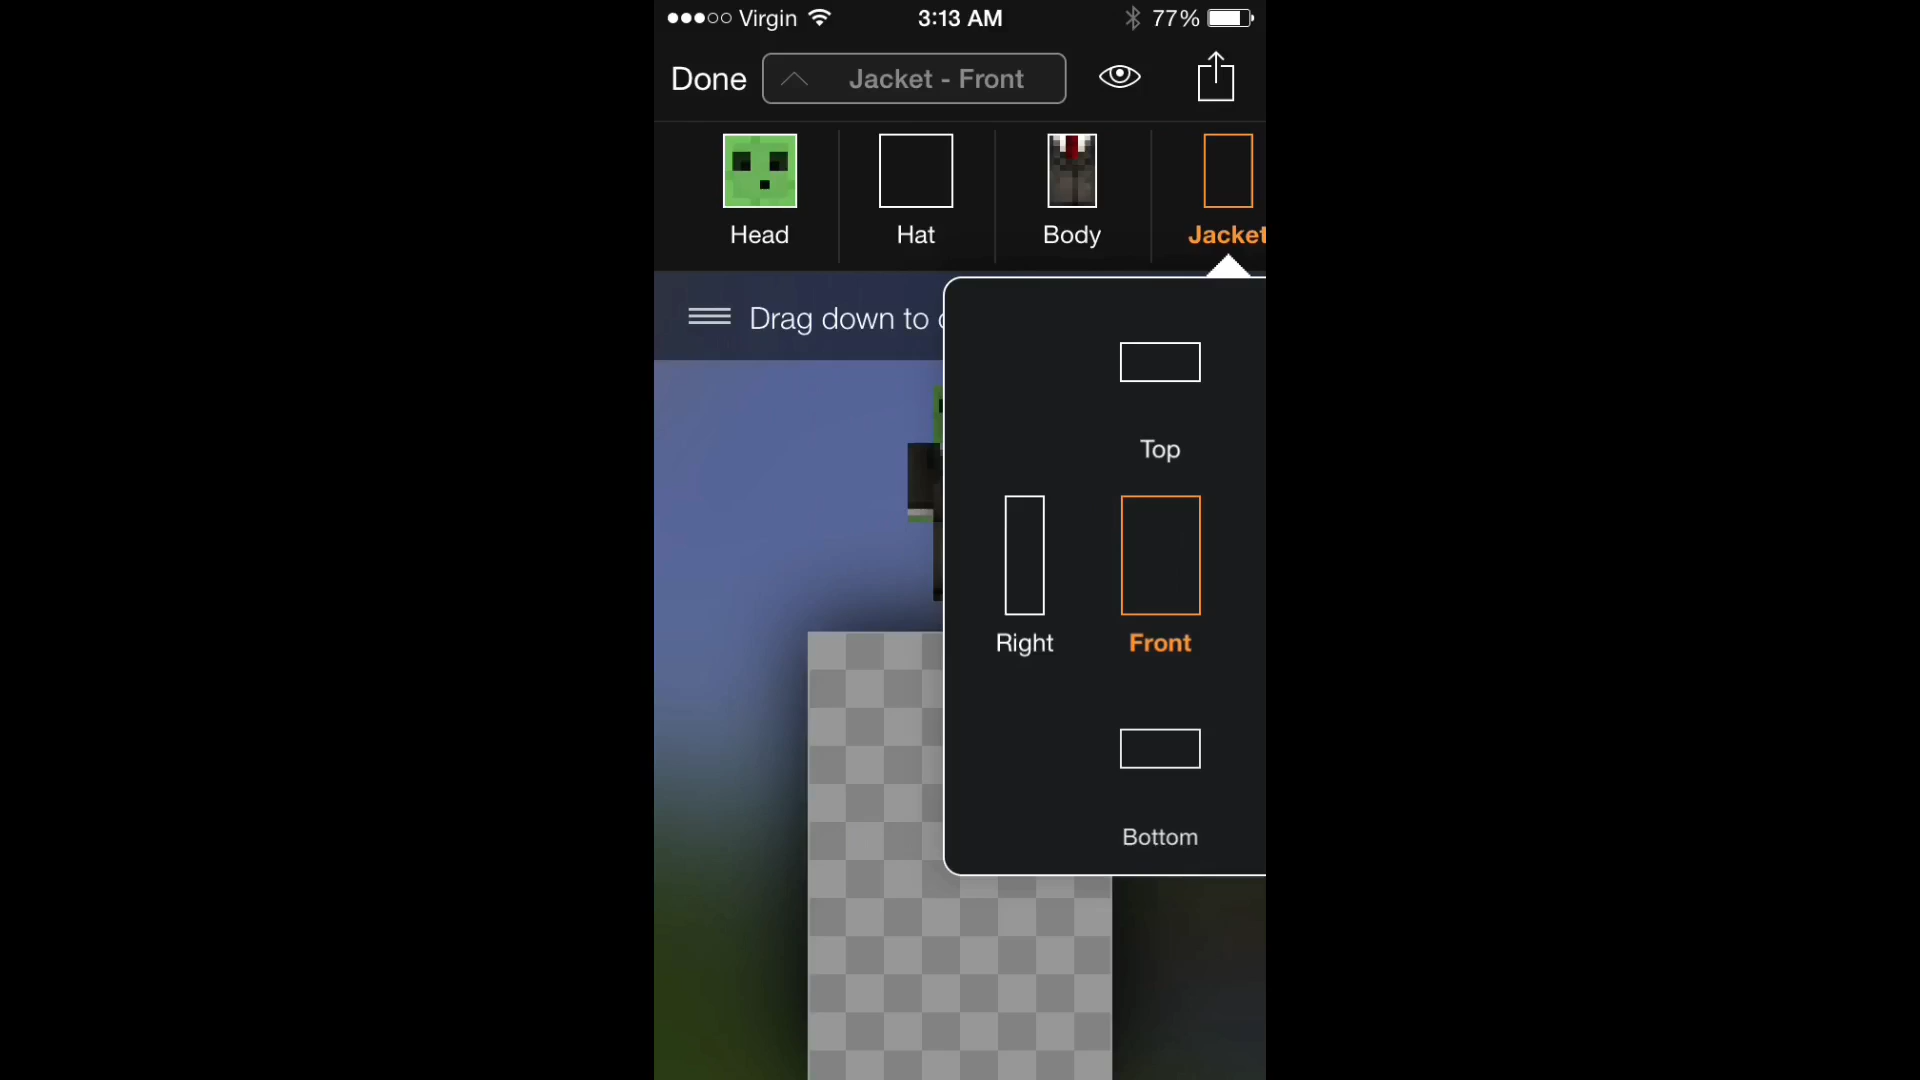 Virgin 3:13 AM 77%
Done Jacket - Front
Head Hat Body Jacket
Drag down to
Top
Right Front
Bottom